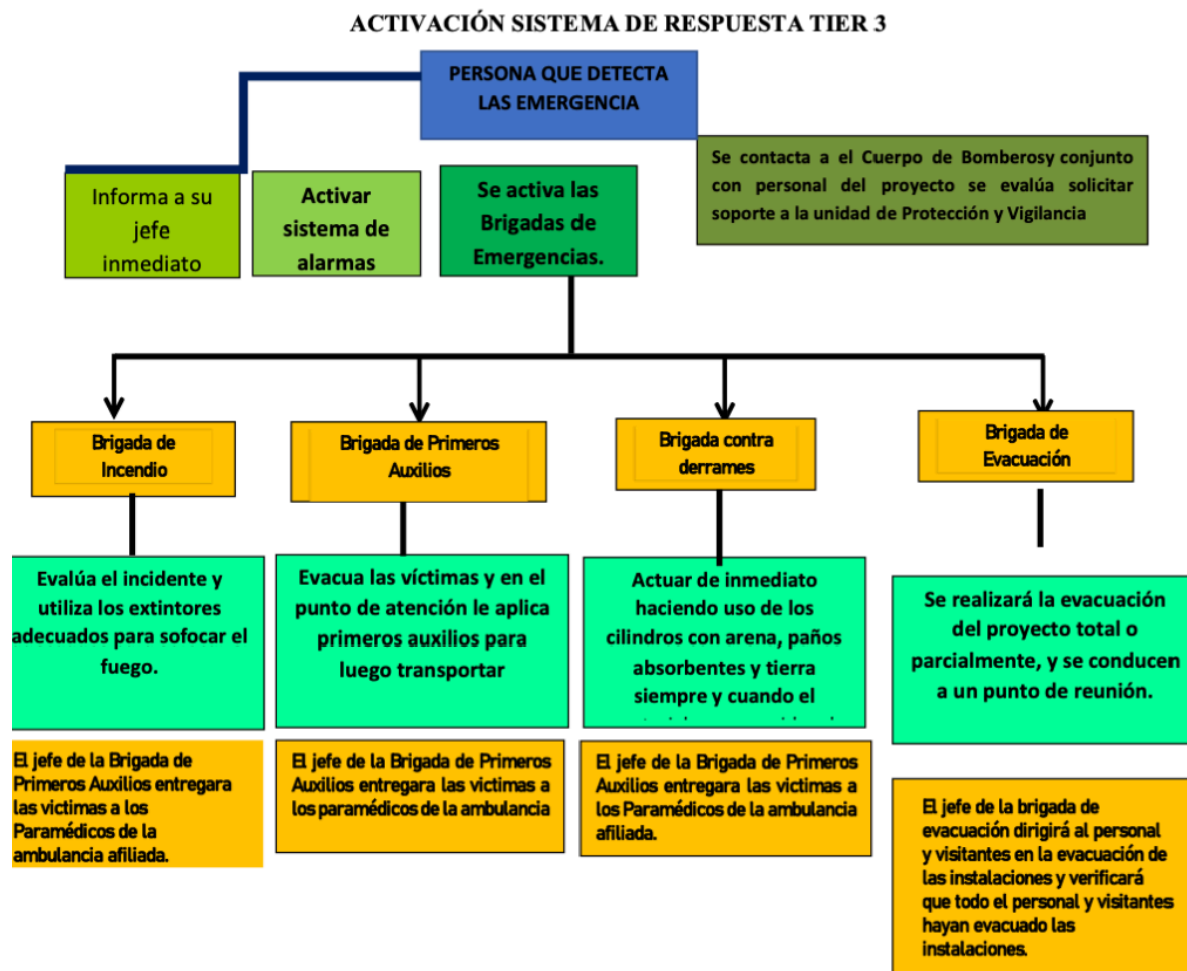 ACTIVACIÓN SISTEMA DE RESPUESTA TIER 3
PERSONA QUE DETECTA
LAS EMERGENCIA
Informa a su
jefe
inmediato
Activar
sistema de
alarmas
Se activa las
Brigadas de
Emergencias.
Se contacta a el Cuerpo de Bomberosy conjunto
con personal del proyecto se evalúa solicitar
soporte a la unidad de Protección y Vigilancia
Brigada de
Incendio
Brigada de Primeros
Auxilios
Brigada contra
derrames
Brigada de
Evacuación
Evalúa el incidente y
utiliza los extintores
adecuados para sofocar el
fuego.
Evacua las víctimas y en el
punto de atención le aplica
primeros auxilios para
luego transportar
Actuar de inmediato
haciendo uso de los
cilindros con arena, paños
absorbentes y tierra
siempre y cuando el
Se realizará la evacuación
del proyecto total o
parcialmente, y se conducen
a un punto de reunión.
El jefe de la Brigada de
Primeros Auxilios entregara
las victimas a los
Paramédicos de la
ambulancia afiliada.
El jefe de la Brigada de Primeros
Auxilios entregara las victimas a
los paramédicos de la ambulancia
El jefe de la Brigada de Primeros
Auxilios entregara las victimas a
los Paramédicos de la ambulancia
afiliada.
El jefe de la brigada de
evacuación dirigirá al personal
y visitantes en la evacuación de
las instalaciones y verificará
que todo el personal y visitantes
hayan evacuado las
instalaciones.